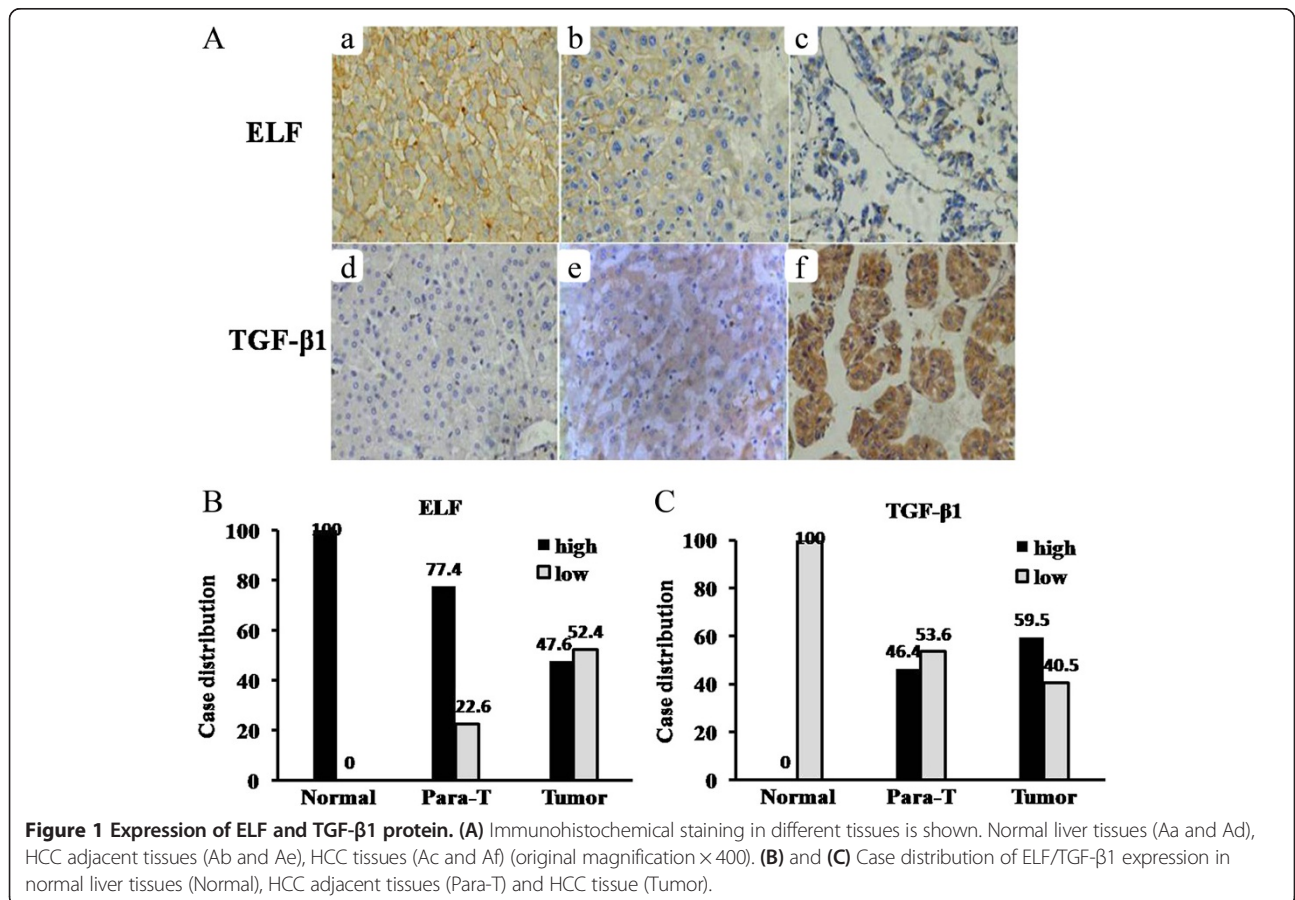 A
a
b
c
ELF
d
e
f
TGF-β1
B
ELF
100
80
60
40
20
0
Case distribution
high
low
100
0
77.4
22.6
47.6
52.4
Normal
Para-T
Tumor
C
TGF-β1
100
80
60
40
20
0
Case distribution
high
low
0
100
46.4
53.6
59.5
40.5
Normal
Para-T
Tumor
Figure 1 Expression of ELF and TGF-β1 protein. (A) Immunohistochemical staining in different tissues is shown. Normal liver tissues (Aa and Ad),
HCC adjacent tissues (Ab and Ae), HCC tissues (Ac and Af) (original magnification × 400). (B) and (C) Case distribution of ELF/TGF-β1 expression in
normal liver tissues (Normal), HCC adjacent tissues (Para-T) and HCC tissue (Tumor).